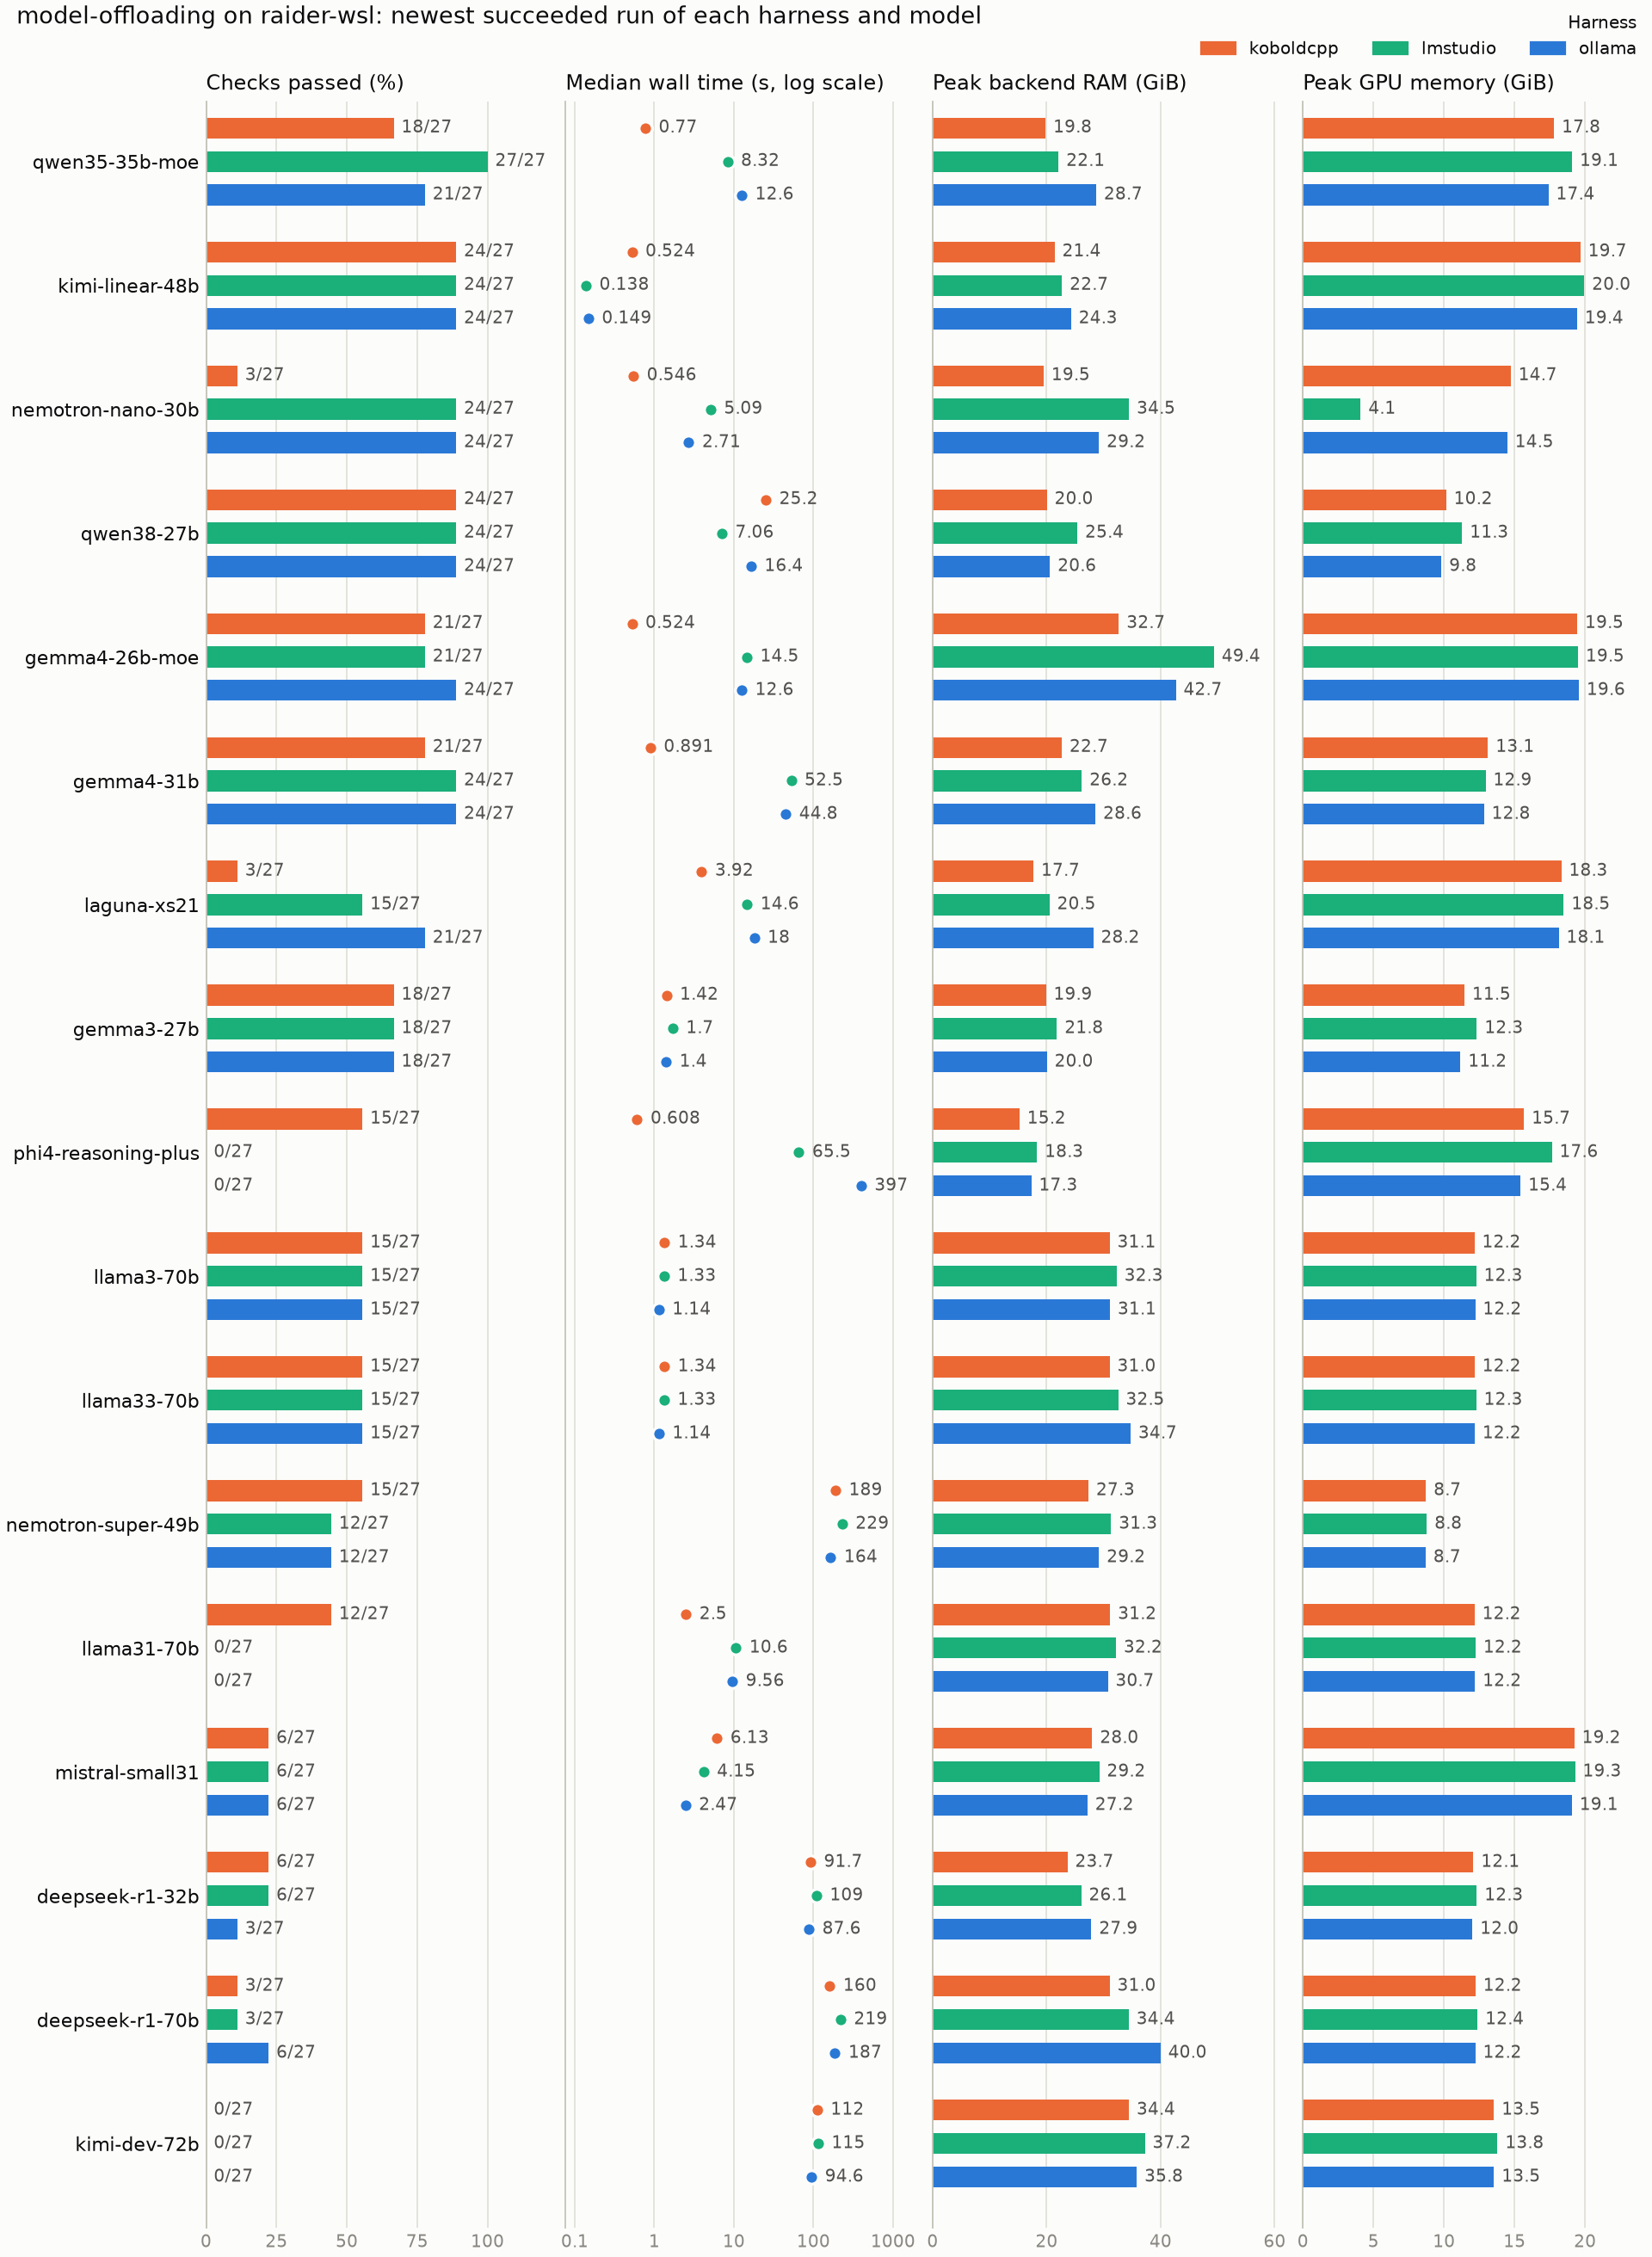 model-offloading on raider-wsl: newest succeeded run of each harness and model
Harness
koboldcpp lmstudio ollama
Checks passed (%) Median wall time (s, log scale) Peak backend RAM (GiB) Peak GPU memory (GiB)
18/27 0.77 19.8 17.8
qwen35-35b-moe 27/27 8.32 22.1 19.1
21/27 12.6 28.7 17.4
24/27 0.524 21.4 19.7
kimi-linear-48b 24/27 0.138 22.7 20.0
24/27 0.149 24.3 19.4
3/27 0.546 19.5 14.7
nemotron-nano-30b 24/27 5.09 34.5 4.1
24/27 2.71 29.2 14.5
24/27 25.2 20.0 10.2
qwen38-27b 24/27 7.06 25.4 11.3
24/27 16.4 20.6 9.8
21/27 0.524 32.7 19.5
gemma4-26b-moe 21/27 14.5 49.4 19.5
24/27 12.6 42.7 19.6
21/27 0.891 22.7 13.1
gemma4-31b 24/27 52.5 26.2 12.9
24/27 44.8 28.6 12.8
3/27 3.92 17.7 18.3
laguna-xs21 15/27 14.6 20.5 18.5
21/27 18 28.2 18.1
18/27 1.42 19.9 11.5
gemma3-27b 18/27 1.7 21.8 12.3
18/27 1.4 20.0 11.2
15/27 0.608 15.2 15.7
phi4-reasoning-plus 0/27 65.5 18.3 17.6
0/27 397 17.3 15.4
15/27 1.34 31.1 12.2
llama3-70b 15/27 1.33 32.3 12.3
15/27 1.14 31.1 12.2
15/27 1.34 31.0 12.2
llama33-70b 15/27 1.33 32.5 12.3
15/27 1.14 34.7 12.2
15/27 189 27.3 8.7
nemotron-super-49b 12/27 229 31.3 8.8
12/27 164 29.2 8.7
12/27 2.5 31.2 12.2
llama31-70b 0/27 10.6 32.2 12.2
0/27 9.56 30.7 12.2
6/27 6.13 28.0 19.2
mistral-small31 6/27 4.15 29.2 19.3
6/27 2.47 27.2 19.1
6/27 91.7 23.7 12.1
deepseek-r1-32b 6/27 109 26.1 12.3
3/27 87.6 27.9 12.0
3/27 160 31.0 12.2
deepseek-r1-70b 3/27 219 34.4 12.4
6/27 187 40.0 12.2
0/27 112 34.4 13.5
kimi-dev-72b 0/27 115 37.2 13.8
0/27 94.6 35.8 13.5
0 25 50 75 100 0.1 1 10 100 1000 0 20 40 60 0 5 10 15 20